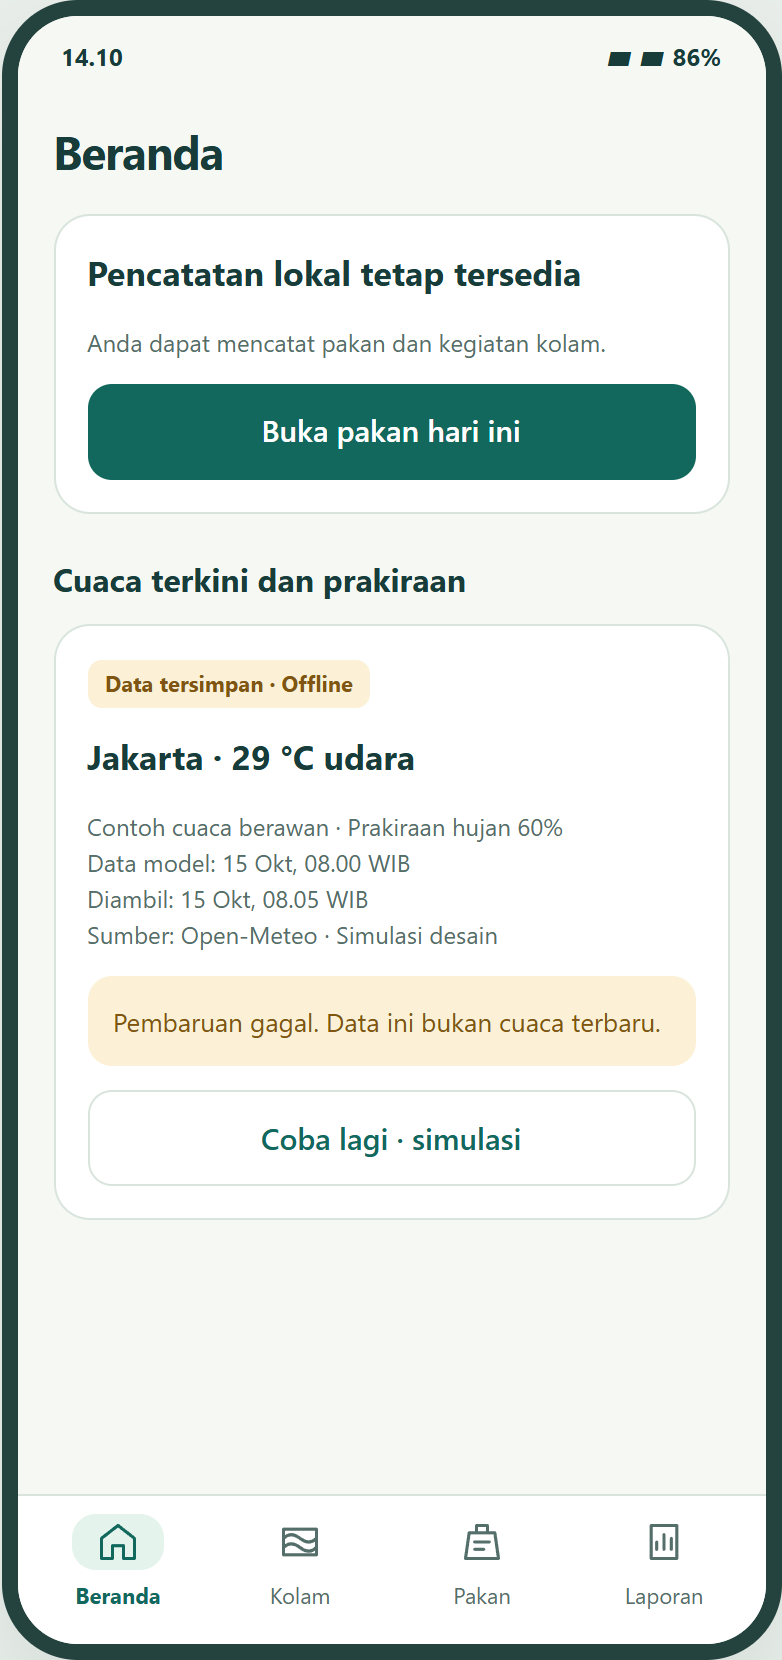 14.10
86%
Beranda
Pencatatan lokal tetap tersedia
Anda dapat mencatat pakan dan kegiatan kolam.
Buka pakan hari ini
Cuaca terkini dan prakiraan
Data tersimpan · Offline
Jakarta · 29 °C udara
Contoh cuaca berawan · Prakiraan hujan 60%
Data model: 15 Okt, 08.00 WIB
Diambil: 15 Okt, 08.05 WIB
Sumber: Open-Meteo · Simulasi desain
Pembaruan gagal. Data ini bukan cuaca terbaru.
Coba lagi · simulasi
Beranda
Kolam
Pakan
Laporan